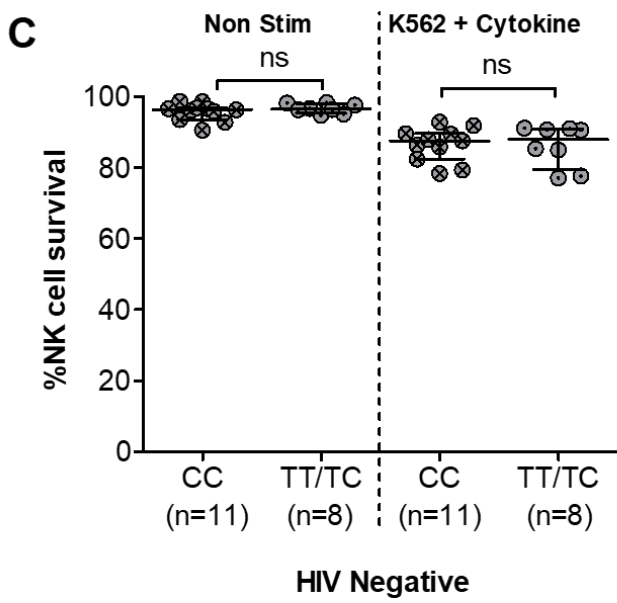 C
Non Stim K562 + Cytokine
ns ns
%NK cell survival
100
80
60
40
20
0
CC TT/TC CC TT/TC
(n=11) (n=8) (n=11) (n=8)
HIV Negative